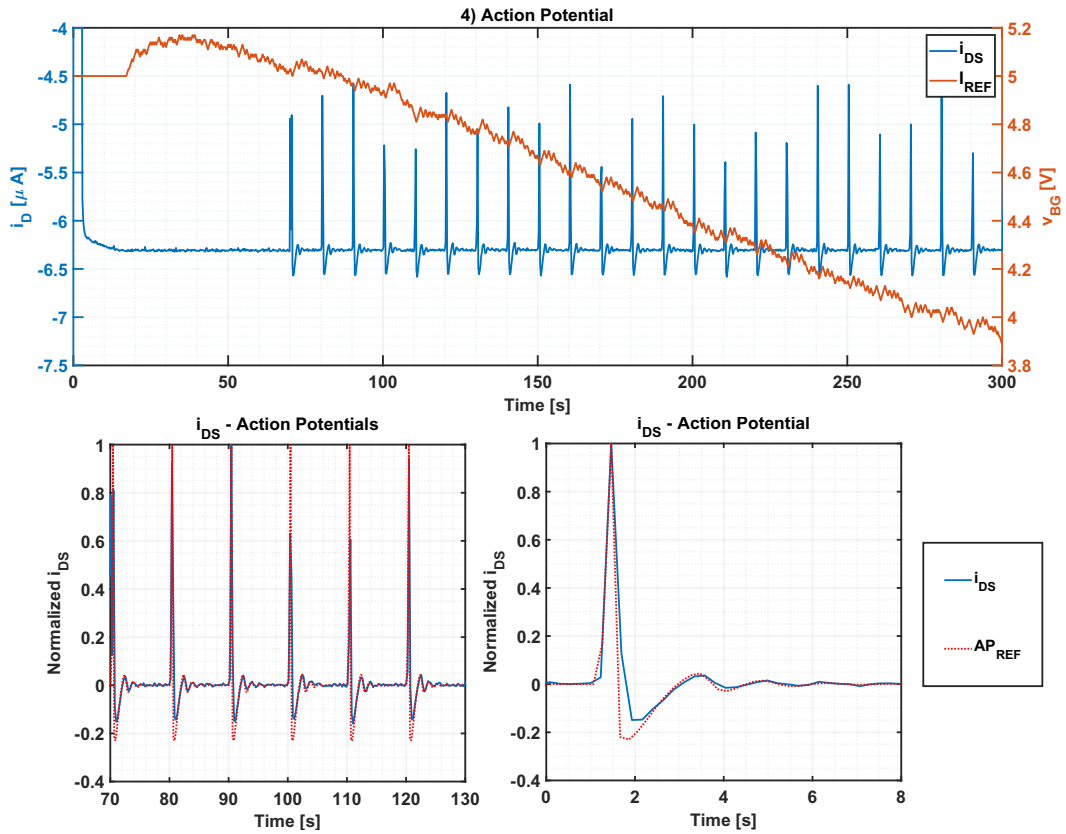 4) Action Potential
-4
-4.5
-5
-5.5
-6
-6.5
-7
-7.5
i_D [μ A]
5.2
5
4.8
4.6
4.4
4.2
4
3.8
v_BG [V]
i_DS
I_REF
0 50 100 150 200 250 300
Time [s]
i_DS - Action Potentials
1
0.8
0.6
0.4
0.2
0
-0.2
-0.4
Normalized i_DS
70 80 90 100 110 120 130
Time [s]
i_DS - Action Potential
1
0.8
0.6
0.4
0.2
0
-0.2
-0.4
Normalized i_DS
0 2 4 6 8
Time [s]
i_DS
AP_REF